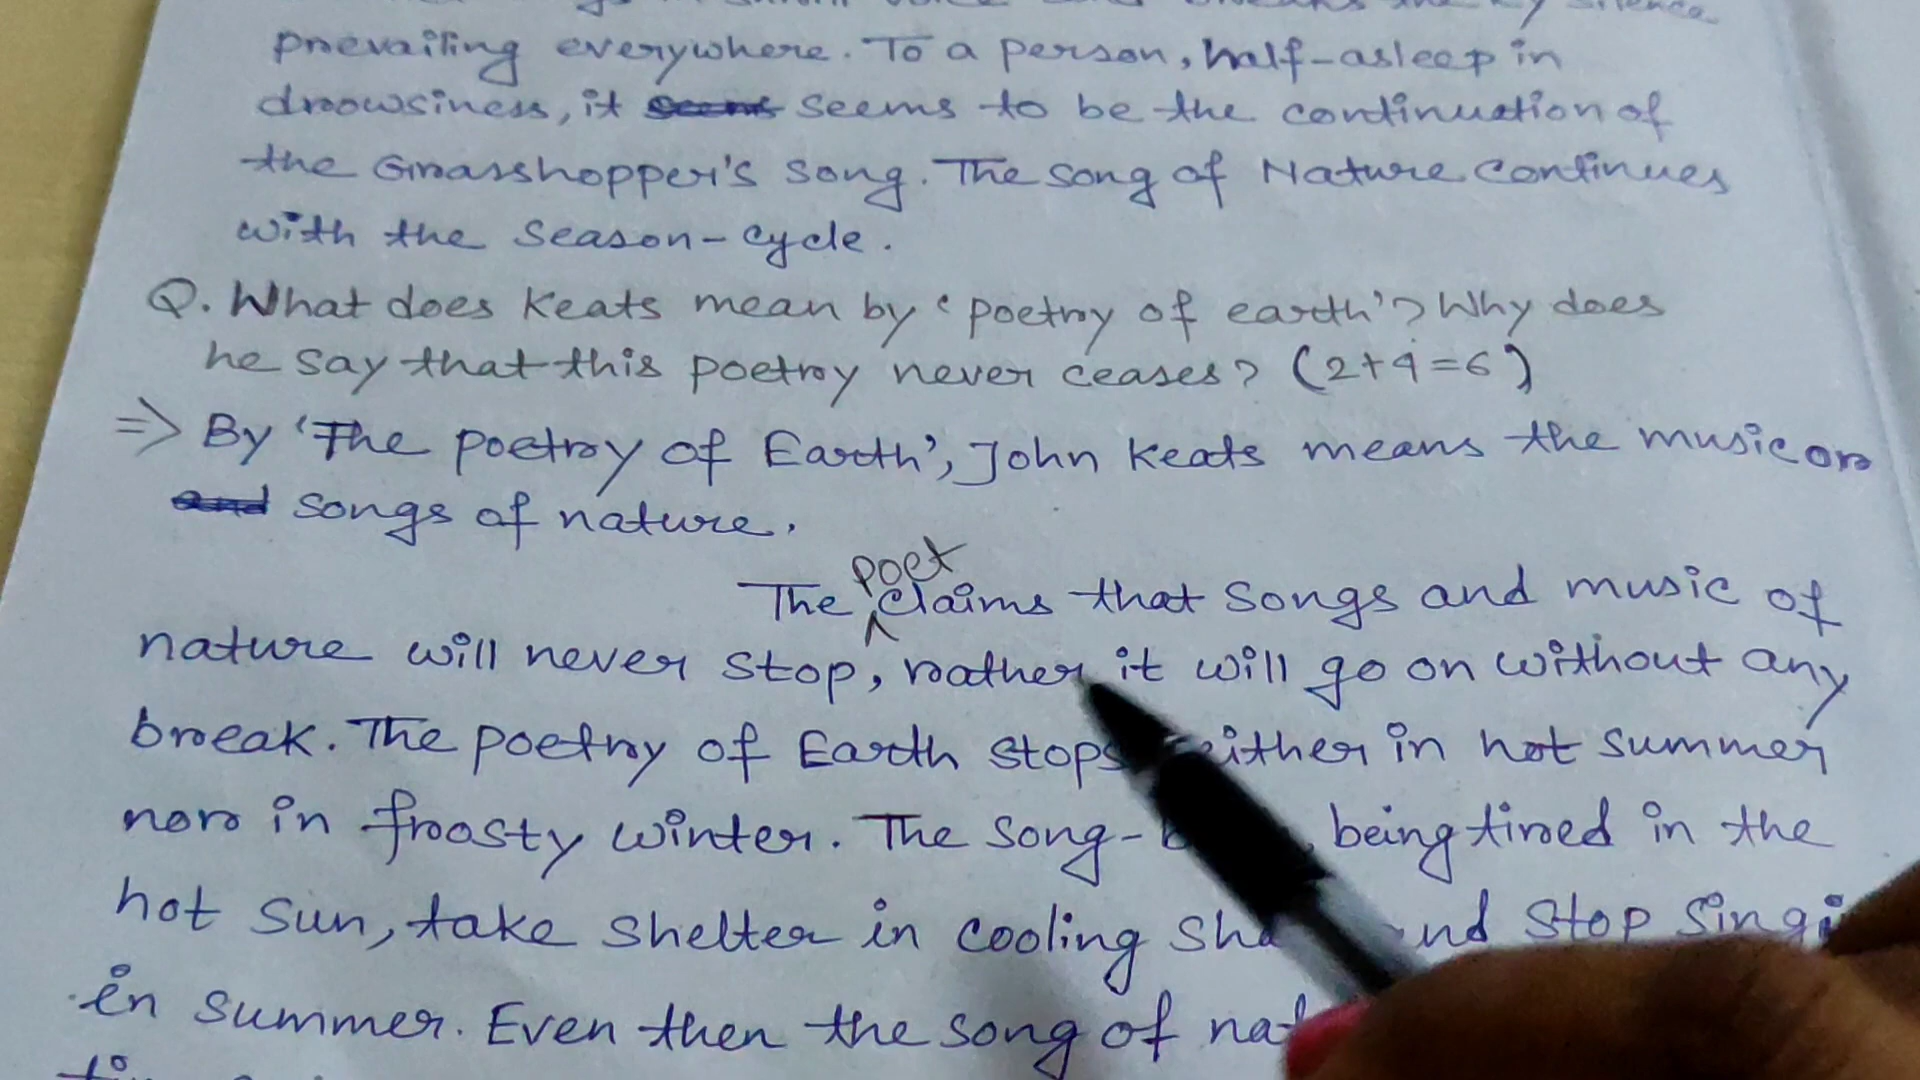 prevailing everywhere. To a person, half-asleep in
drowsiness, it seems to be the continuation of
the Grasshopper's song. The song of Nature continues
with the season-cycle.
Q. What does Keats mean by 'poetry of earth'? Why does
he say that this poetry never ceases? (2+4=6)
⇒ By 'The poetry of Earth', John Keats means the music or
and songs of nature.
poet
The claims that songs and music of
nature will never stop, rather it will go on without any
break. The poetry of Earth stops neither in hot summer
nor in frosty winter. The song- being tired in the
hot sun, take shelter in cooling and stop
in summer. Even then the song of